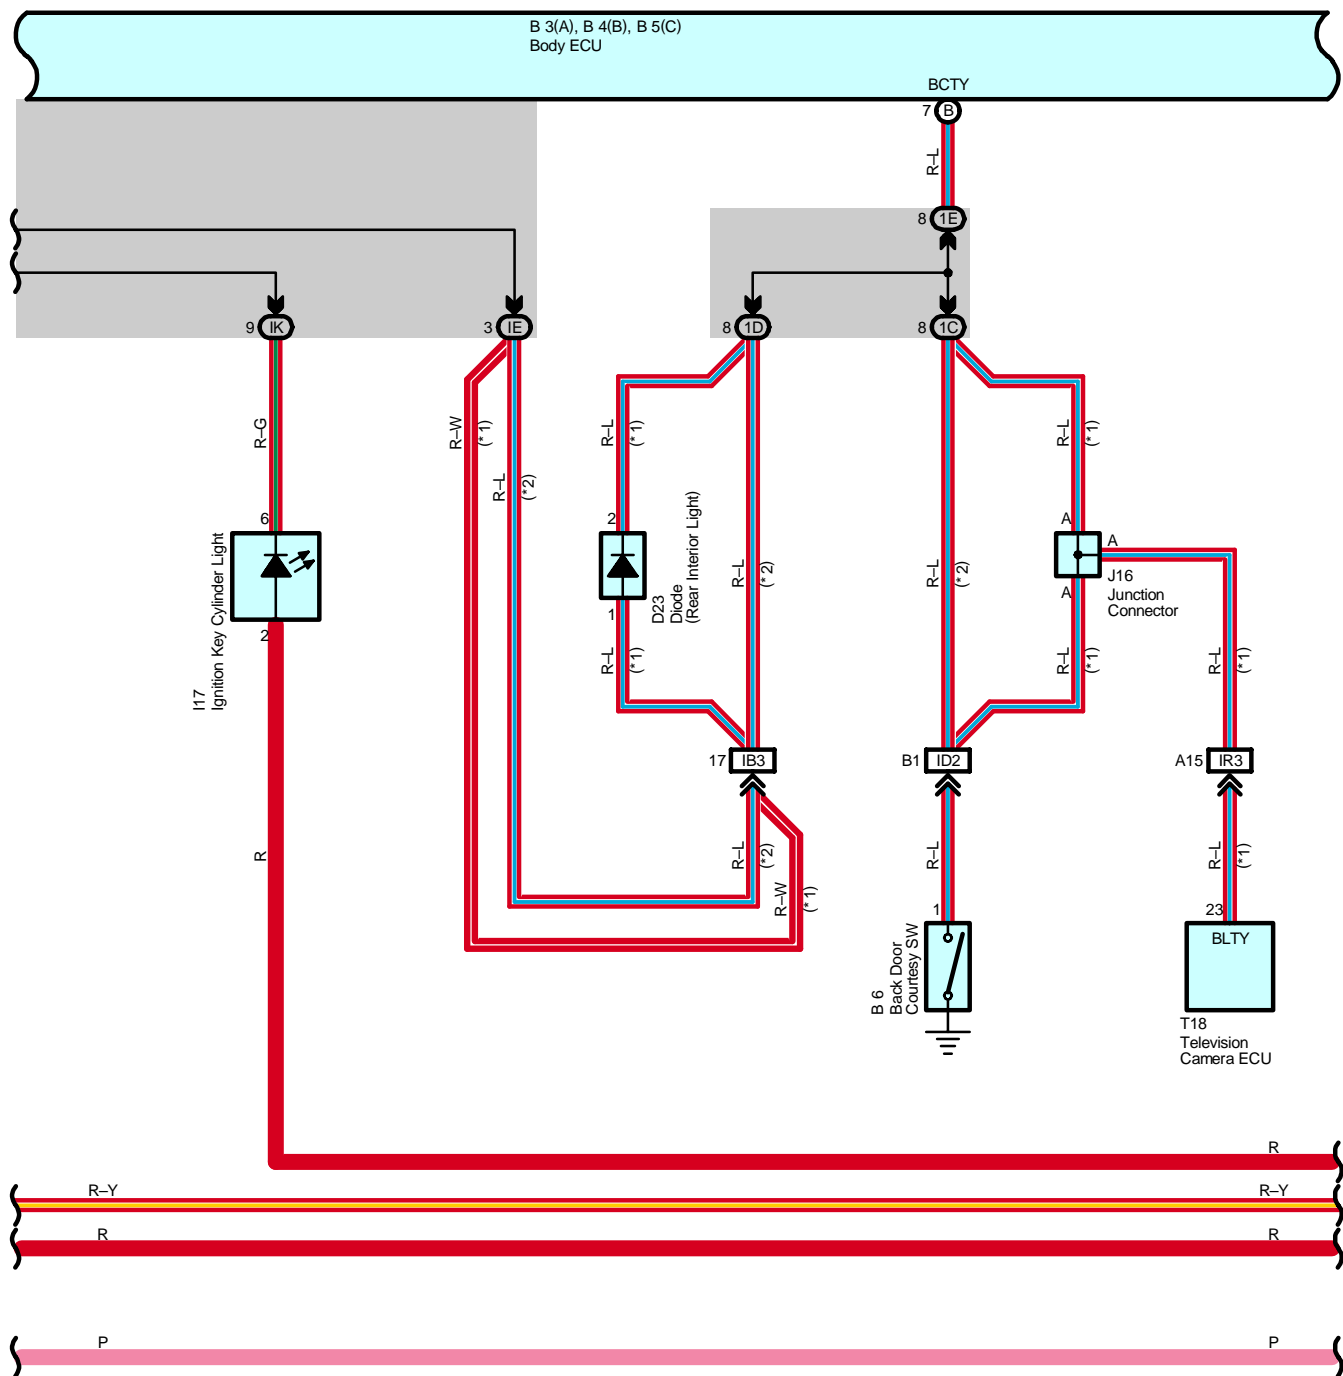 B 3(A), B 4(B), B 5(C)
Body ECU
BCTY
7 B
R–L
8 1E
9 IK
3 IE
8 1D
8 1C
R–G
R–W
(*1)
R–L
(*2)
R–L
(*1)
R–L
(*2)
R–L
(*2)
R–L
(*1)
6
2
I17
Ignition Key Cylinder Light
2
1
D23
Diode
(Rear Interior Light)
A
A
A
J16
Junction
Connector
R–L
(*1)
R–L
(*1)
R–L
(*1)
17 IB3
B1 ID2
A15 IR3
R
R–L
(*2)
R–W
(*1)
R–L
R–L
(*1)
1
B 6
Back Door
Courtesy SW
23
BLTY
T18
Television
Camera ECU
R
R–Y
R–Y
R
R
P
P